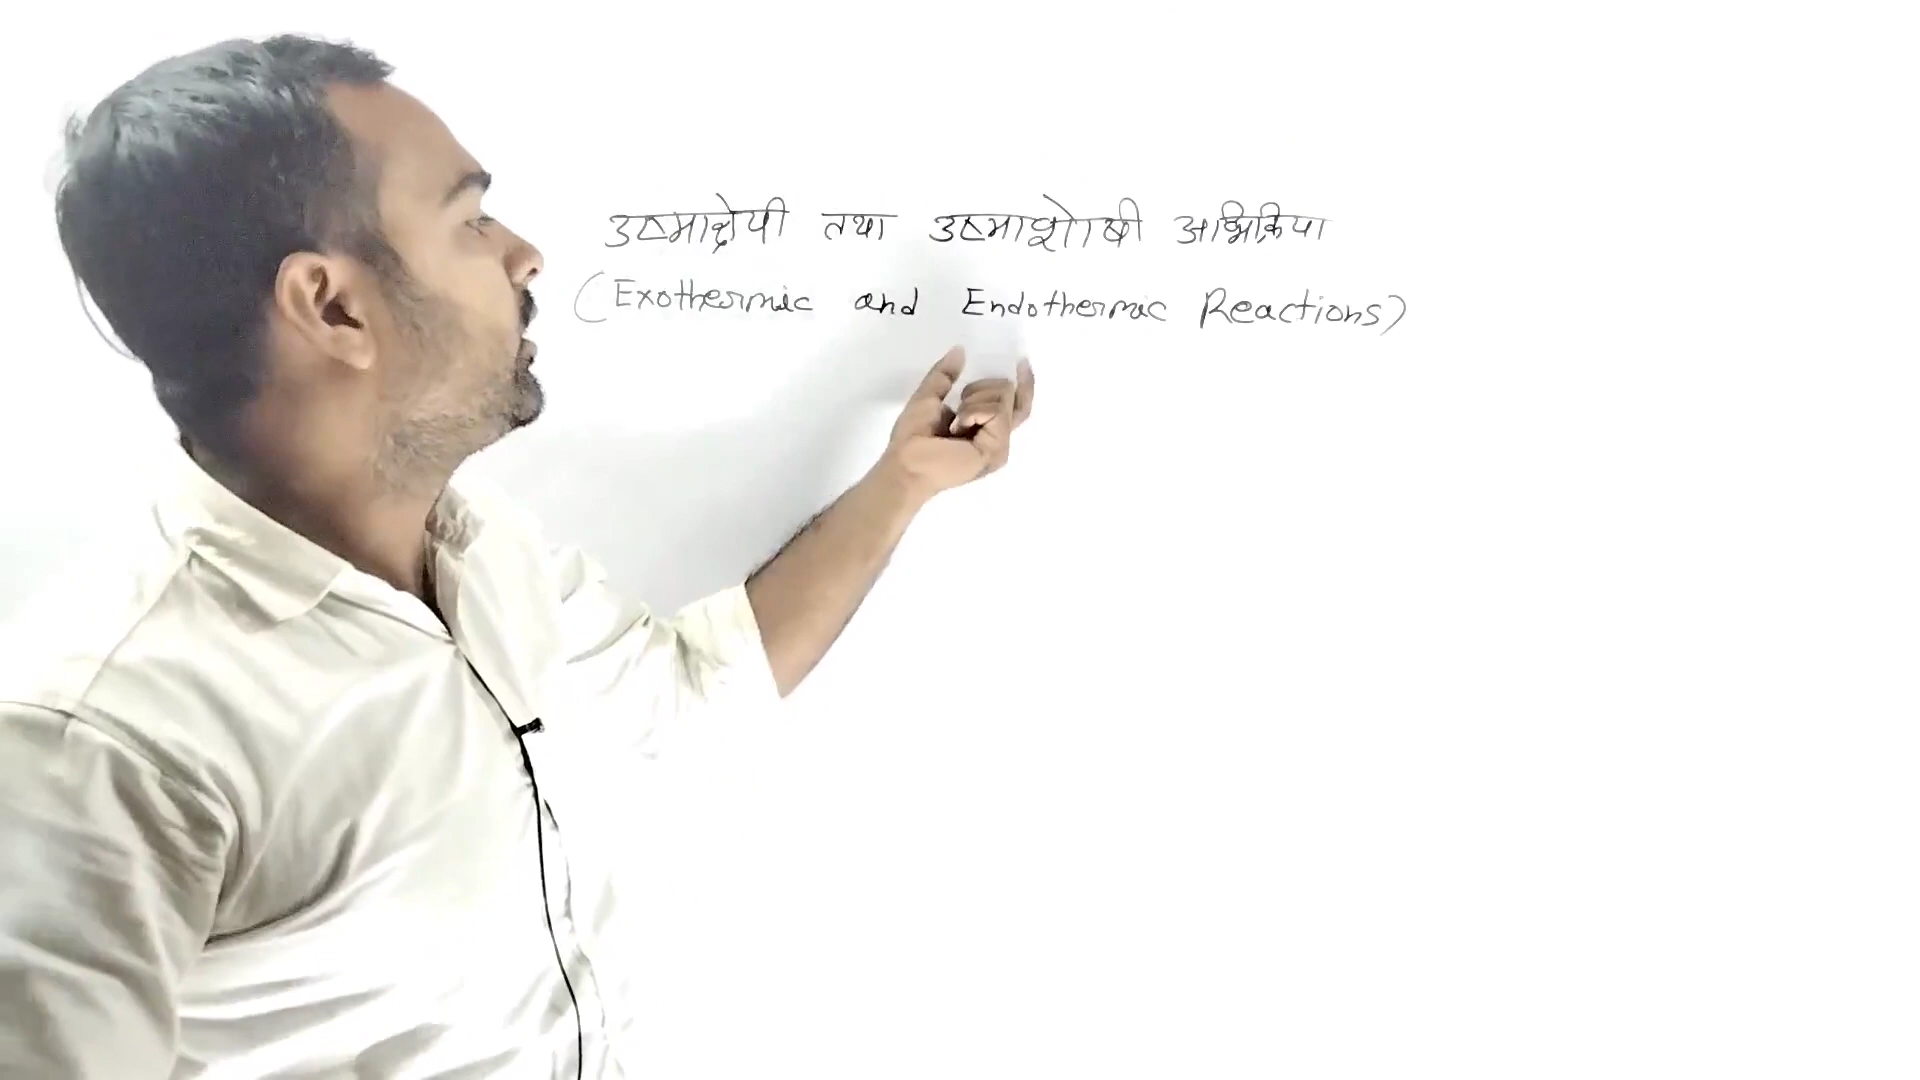 उष्माक्षेपी तथा उष्माशोषी अभिक्रिया
(Exothermic and Endothermic Reactions)